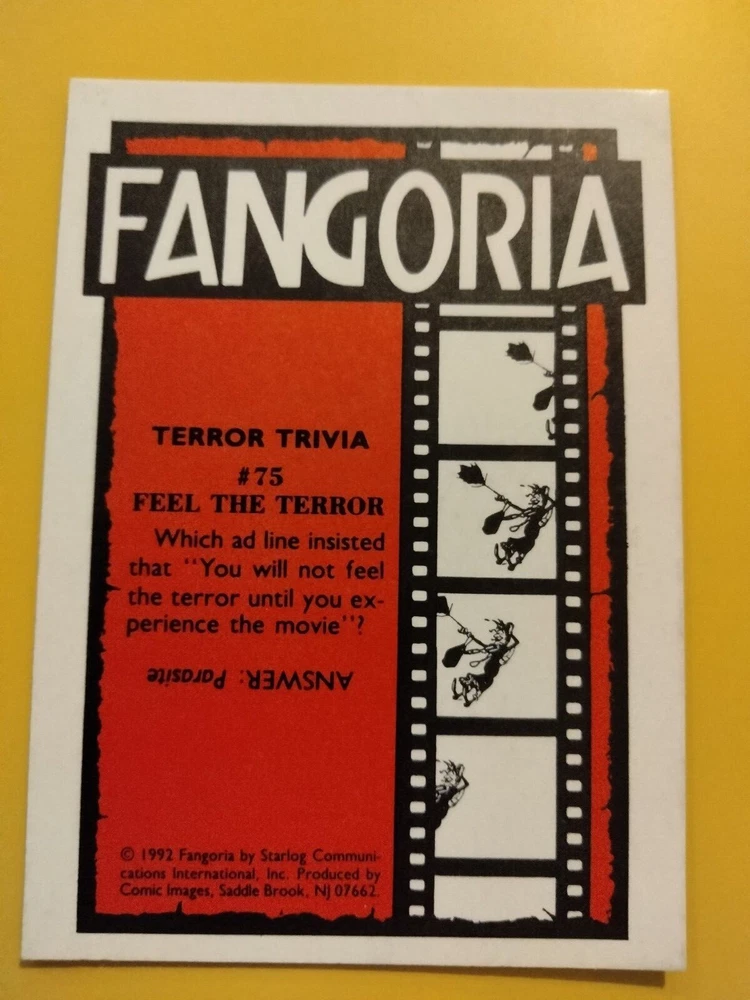 FANGORIA
TERROR TRIVIA
#75
FEEL THE TERROR
Which ad line insisted
that "You will not feel
the terror until you ex-
perience the movie"?
ANSWER: Parasite
© 1992 Fangoria by Starlog Communi-
cations International, Inc. Produced by
Comic Images, Saddle Brook, NJ 07662.